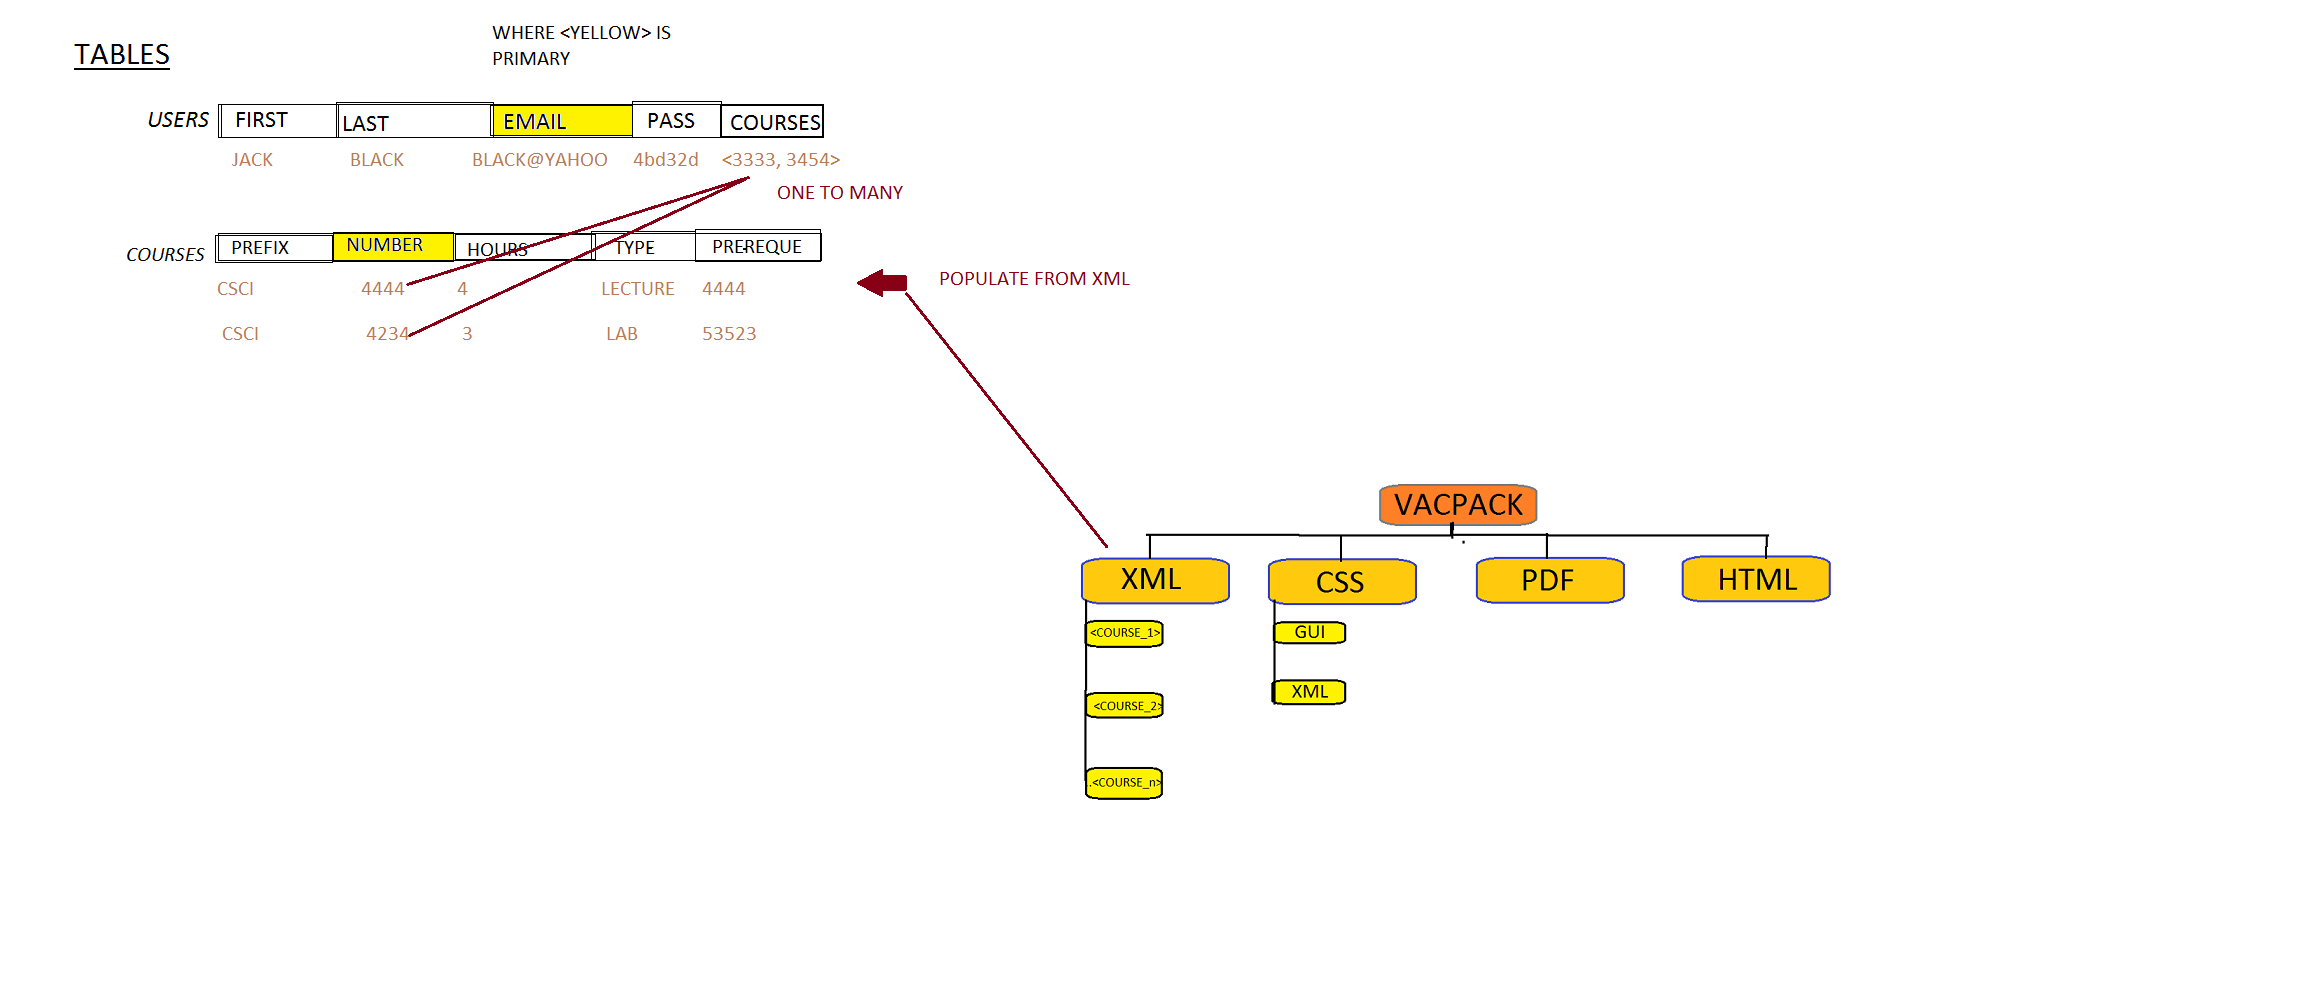 WHERE <YELLOW> IS
PRIMARY
TABLES
USERS FIRST LAST EMAIL PASS COURSES
JACK BLACK BLACK@YAHOO 4bd32d <3333, 3454>
ONE TO MANY
COURSES PREFIX NUMBER HOURS TYPE PREREQUE
CSCI 4444 4 LECTURE 4444
POPULATE FROM XML
CSCI 4234 3 LAB 53523
VACPACK
XML CSS PDF HTML
<COURSE_1> GUI
<COURSE_2> XML
.<COURSE_n>